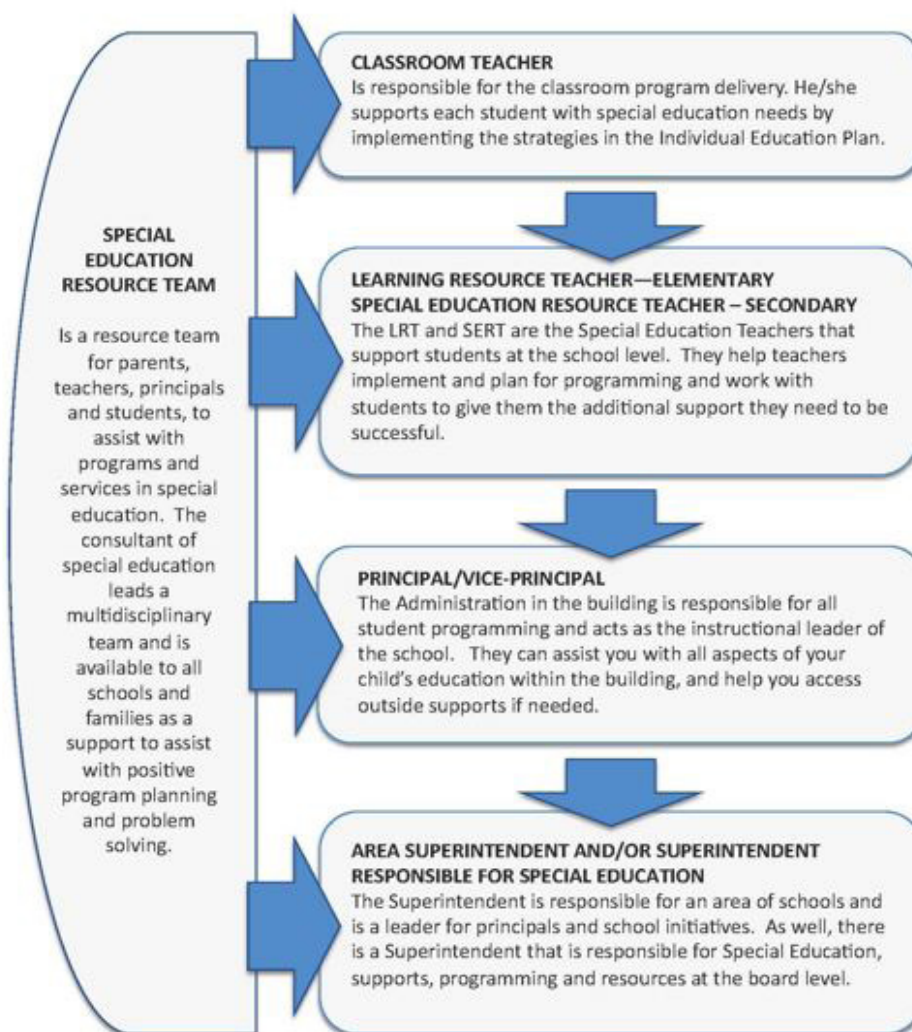 SPECIAL
EDUCATION
RESOURCE TEAM
Is a resource team
for parents,
teachers, principals
and students, to
assist with
programs and
services in special
education. The
consultant of
special education
leads a
multidisciplinary
team and is
available to all
schools and
families as a
support to assist
with positive
program planning
and problem
solving.
CLASSROOM TEACHER
Is responsible for the classroom program delivery. He/she
supports each student with special education needs by
implementing the strategies in the Individual Education Plan.
LEARNING RESOURCE TEACHER—ELEMENTARY
SPECIAL EDUCATION RESOURCE TEACHER – SECONDARY
The LRT and SERT are the Special Education Teachers that
support students at the school level. They help teachers
implement and plan for programming and work with
students to give them the additional support they need to be
successful.
PRINCIPAL/VICE-PRINCIPAL
The Administration in the building is responsible for all
student programming and acts as the instructional leader of
the school. They can assist you with all aspects of your
child's education within the building, and help you access
outside supports if needed.
AREA SUPERINTENDENT AND/OR SUPERINTENDENT
RESPONSIBLE FOR SPECIAL EDUCATION
The Superintendent is responsible for an area of schools and
is a leader for principals and school initiatives. As well, there
is a Superintendent that is responsible for Special Education,
supports, programming and resources at the board level.